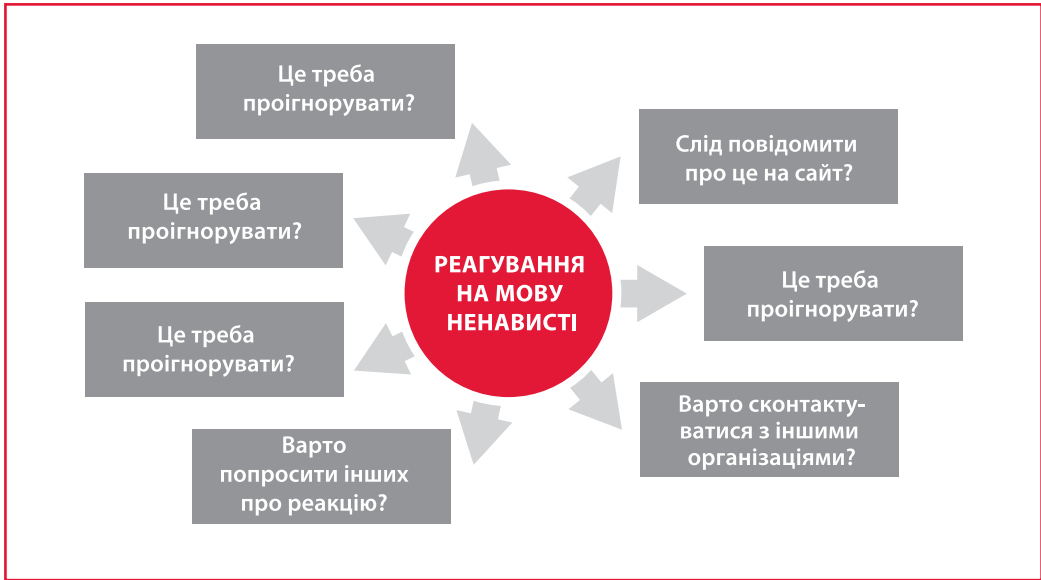 Це треба
проігнорувати?
Слід повідомити
про це на сайт?
Це треба
проігнорувати?
РЕАГУВАННЯ
НА МОВУ
НЕНАВИСТІ
Це треба
проігнорувати?
Це треба
проігнорувати?
Варто сконтакту-
ватися з іншими
організаціями?
Варто
попросити інших
про реакцію?